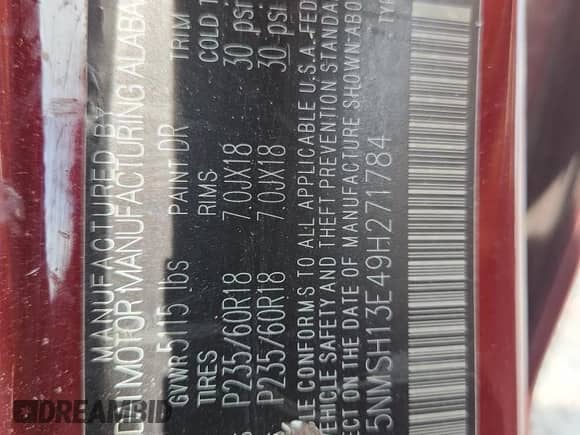 MANUFACTURED BY
MOTOR MANUFACTURING ALABA
GVWR 5115 lbs PAINT DR TRIM
TIRES RIMS COLD
P235/60R18 7.0JX18 30 psi
P235/60R18 7.0JX18 30 psi
LE CONFORMS TO ALL APPLICABLE U.S.A. FED
VEHICLE SAFETY AND THEFT PREVENTION STANDA
ECT ON THE DATE OF MANUFACTURE SHOWN ABO
5NMSH13E49H271784
DREAMBID